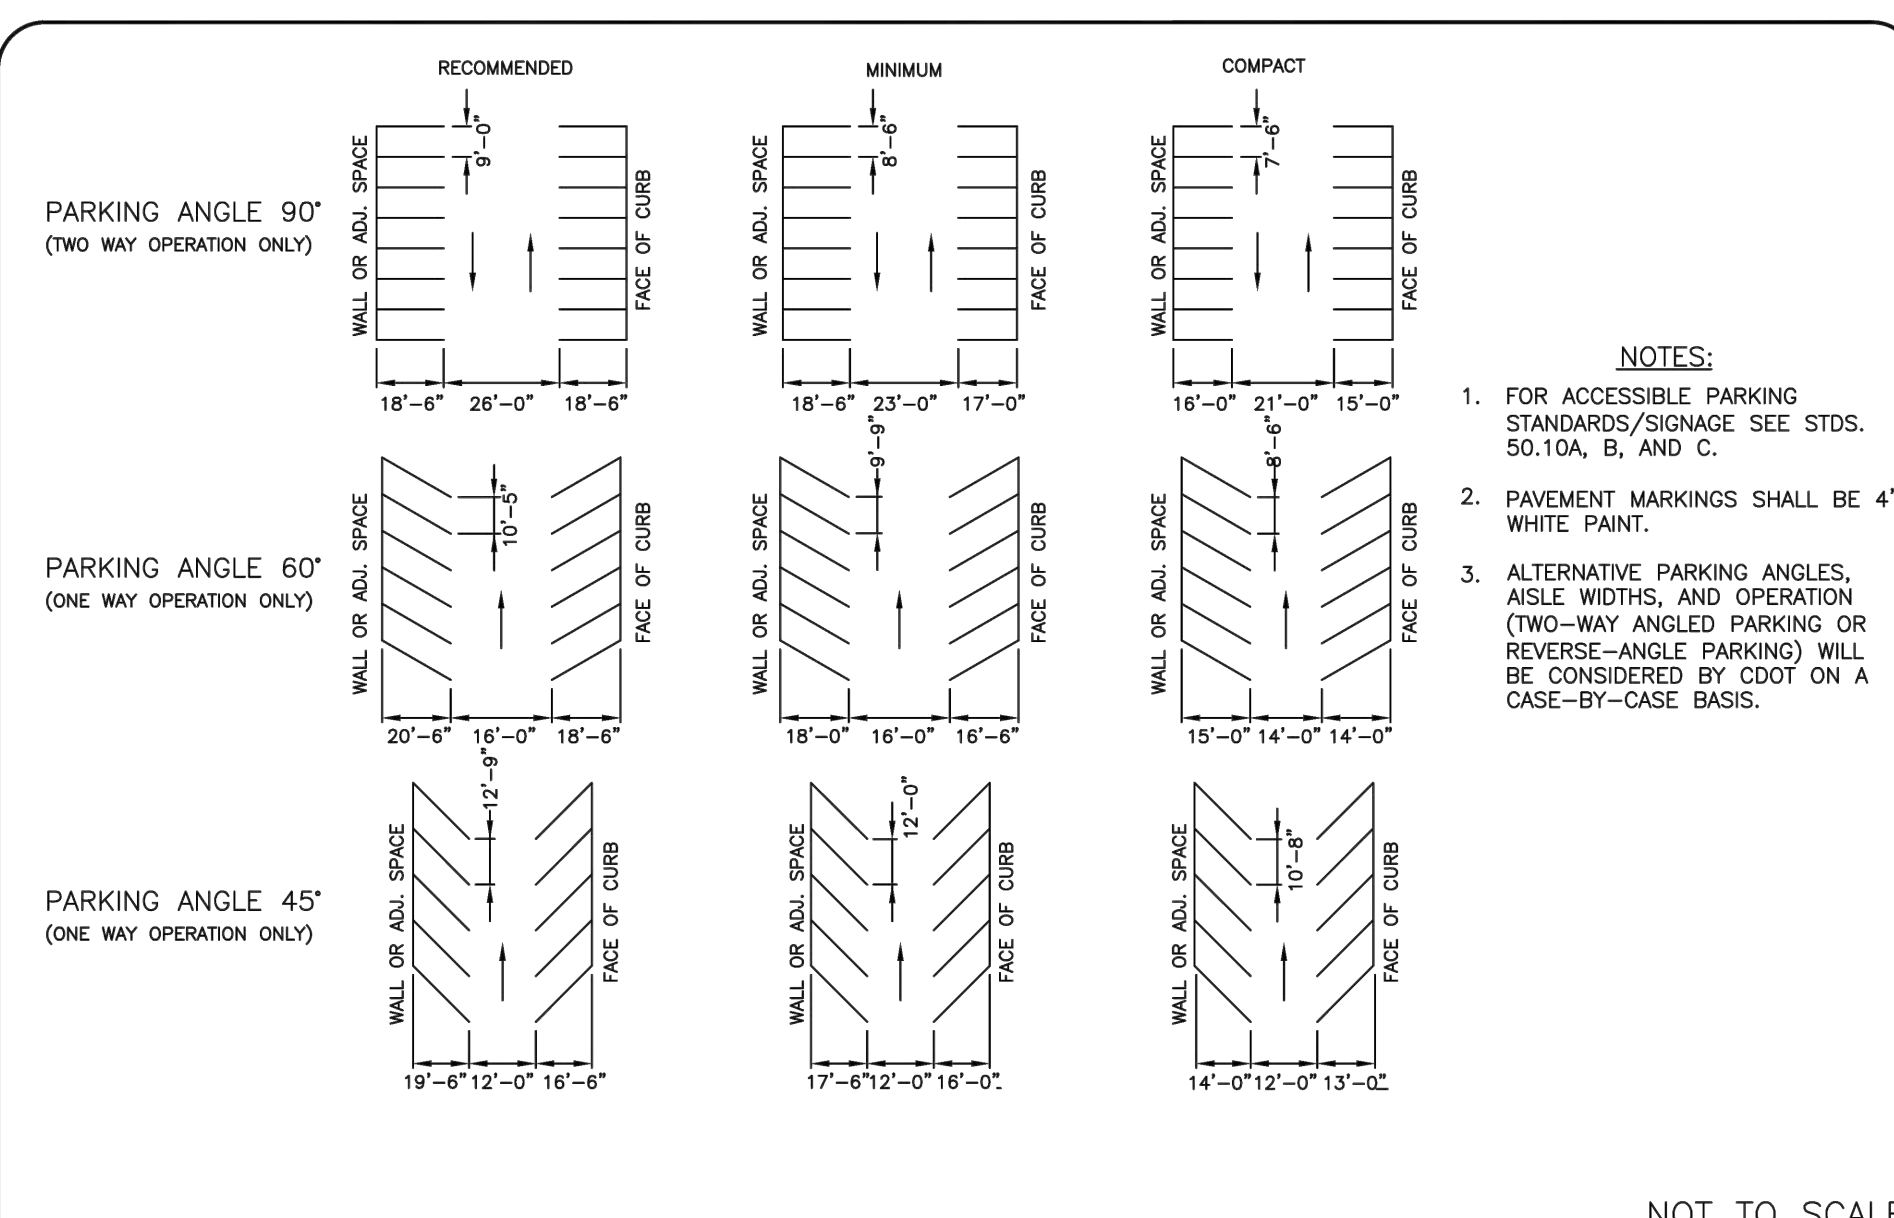 RECOMMENDED
MINIMUM
COMPACT
PARKING ANGLE 90°
(TWO WAY OPERATION ONLY)
WALL OR ADJ. SPACE
9'-0"
FACE OF CURB
18'-6" 26'-0" 18'-6"
WALL OR ADJ. SPACE
8'-6"
FACE OF CURB
18'-6" 23'-0" 17'-0"
WALL OR ADJ. SPACE
7'-6"
FACE OF CURB
16'-0" 21'-0" 15'-0"
PARKING ANGLE 60°
(ONE WAY OPERATION ONLY)
WALL OR ADJ. SPACE
10'-5"
FACE OF CURB
20'-6" 16'-0" 18'-6"
WALL OR ADJ. SPACE
9'-9"
FACE OF CURB
18'-0" 16'-0" 16'-6"
WALL OR ADJ. SPACE
8'-6"
FACE OF CURB
15'-0" 14'-0" 14'-0"
PARKING ANGLE 45°
(ONE WAY OPERATION ONLY)
WALL OR ADJ. SPACE
12'-9"
FACE OF CURB
19'-6" 12'-0" 16'-6"
WALL OR ADJ. SPACE
12'-0"
FACE OF CURB
17'-6" 12'-0" 16'-0"
WALL OR ADJ. SPACE
10'-8"
FACE OF CURB
14'-0" 12'-0" 13'-0"
NOTES:
1. FOR ACCESSIBLE PARKING
STANDARDS/SIGNAGE SEE STDS.
50.10A, B, AND C.
2. PAVEMENT MARKINGS SHALL BE 4'
WHITE PAINT.
3. ALTERNATIVE PARKING ANGLES,
AISLE WIDTHS, AND OPERATION
(TWO-WAY ANGLED PARKING OR
REVERSE-ANGLE PARKING) WILL
BE CONSIDERED BY CDOT ON A
CASE-BY-CASE BASIS.
NOT TO SCALE